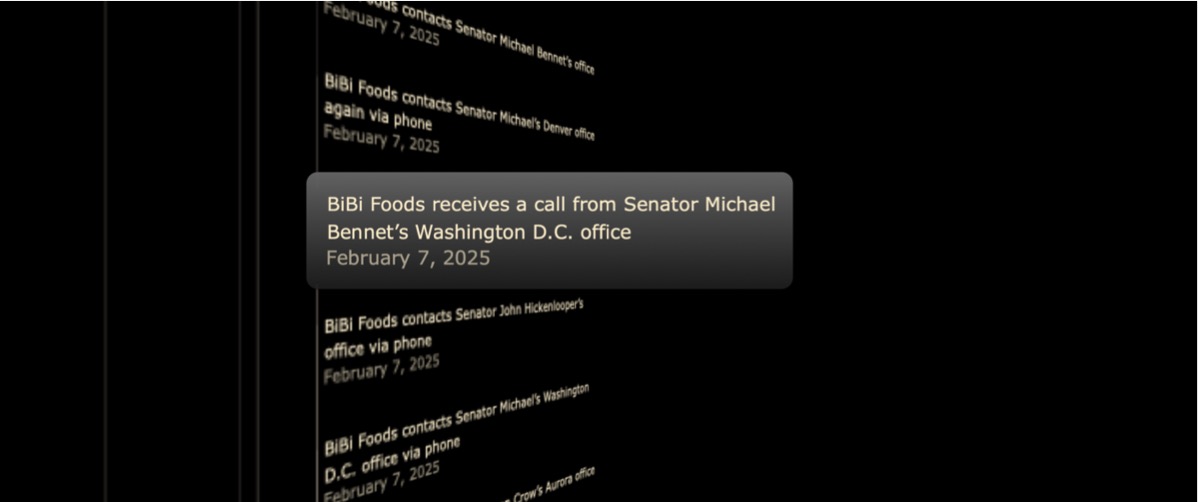 oods contacts Senator Michael Bennet's office
February 7, 2025
BiBi Foods contacts Senator Michael's Denver office
again via phone
February 7, 2025
BiBi Foods receives a call from Senator Michael
Bennet's Washington D.C. office
February 7, 2025
BiBi Foods contacts Senator John Hickenlooper's
office via phone
February 7, 2025
BiBi Foods contacts Senator Michael's Washington
D.C. office via phone
February 7, 2025
Crow's Aurora office